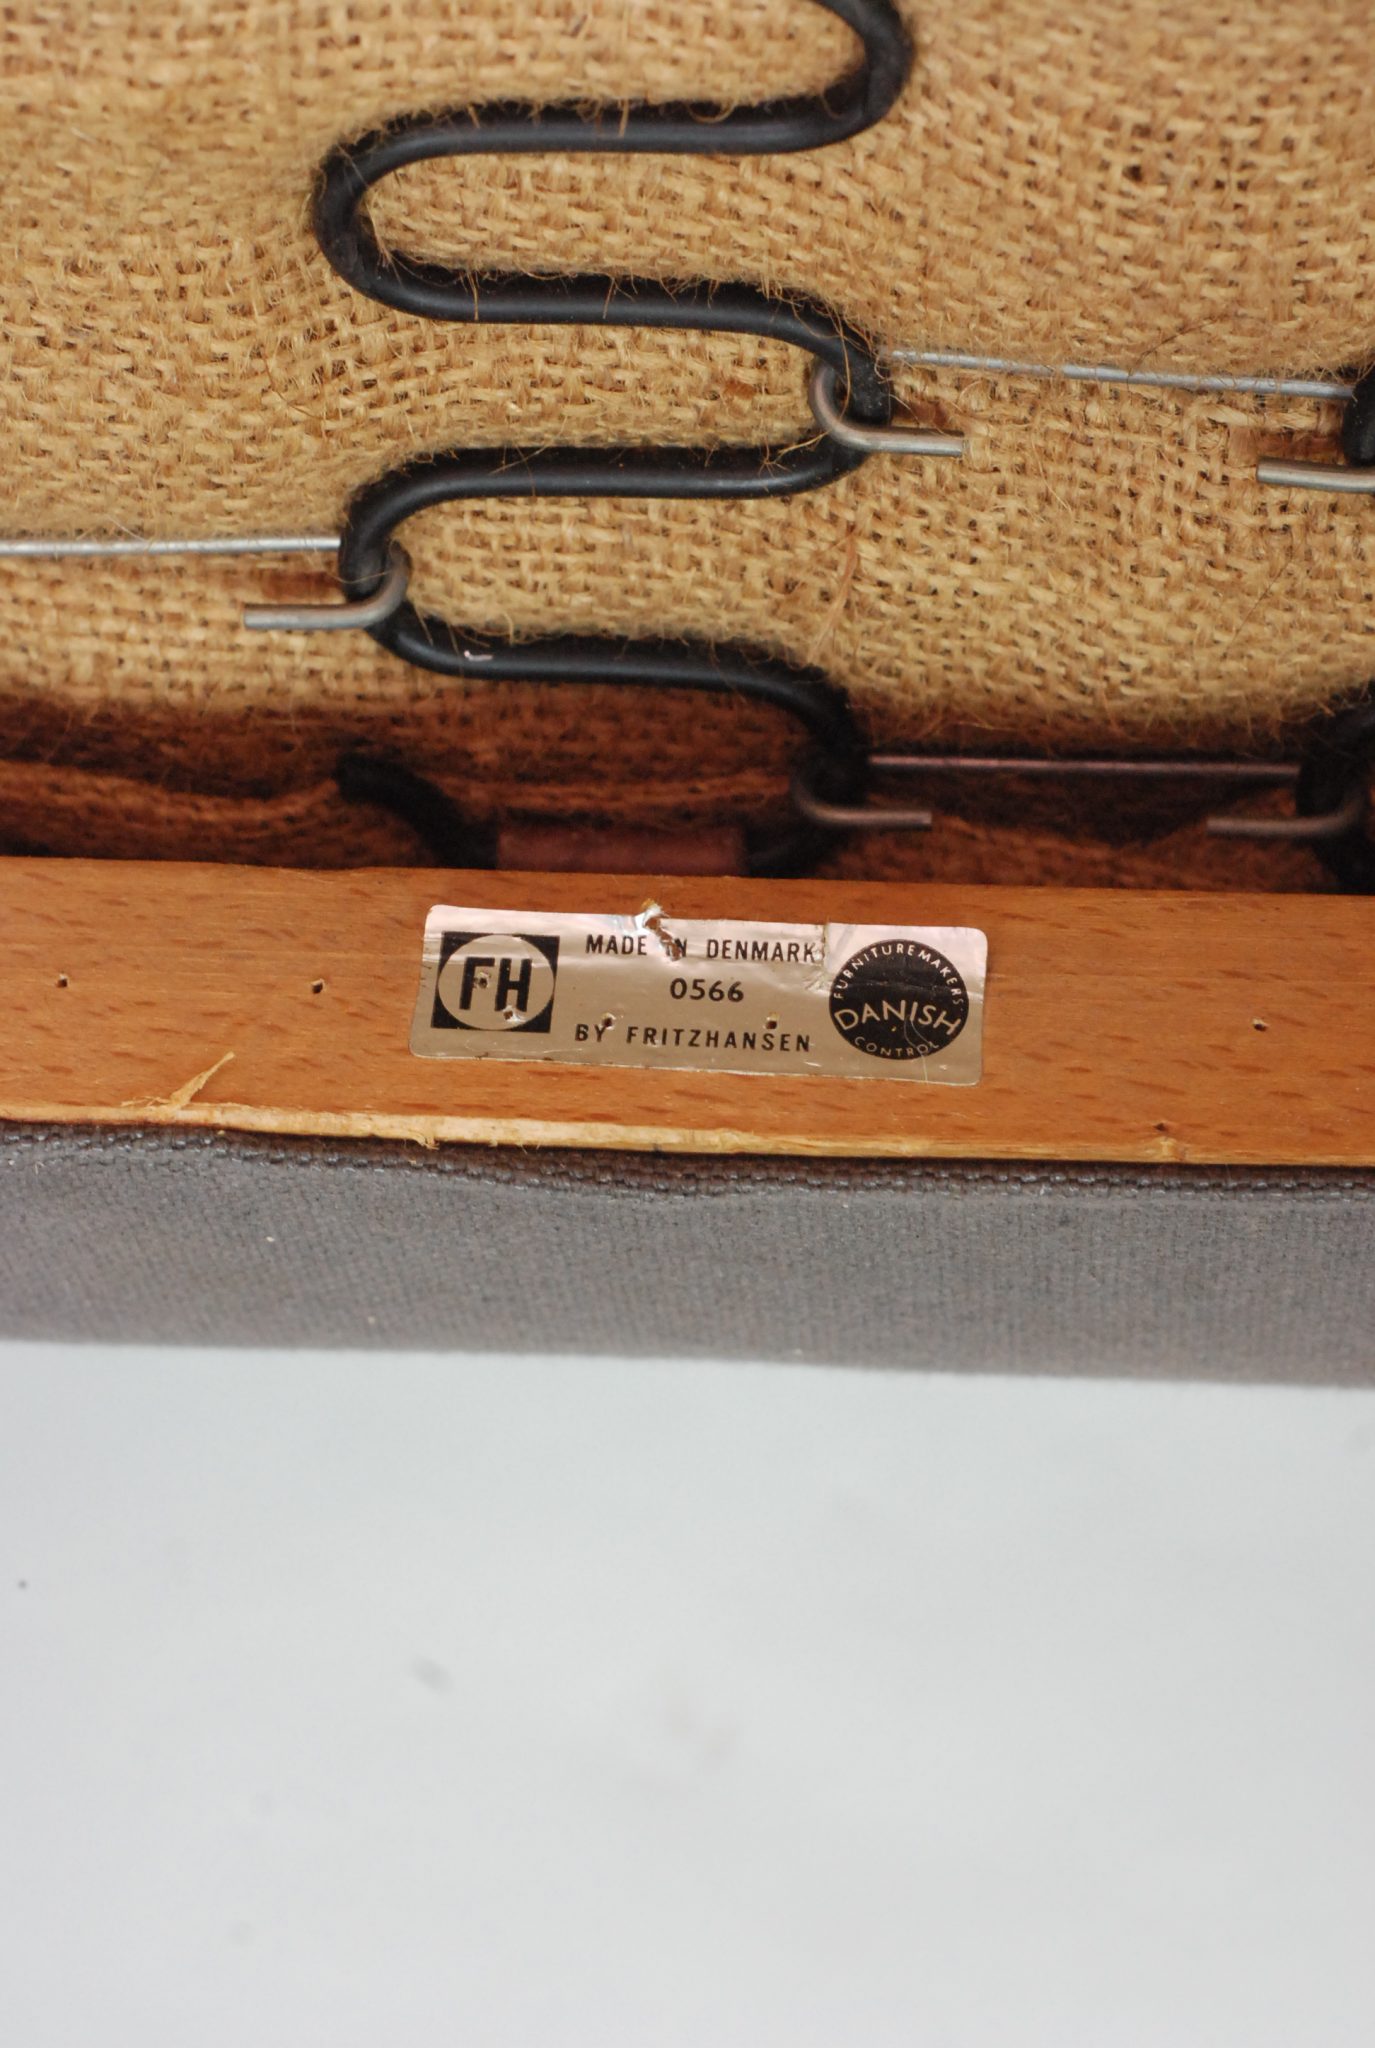 FH
MADE IN DENMARK
0566
BY FRITZHANSEN
FURNITUREMAKERS
DANISH
CONTROL